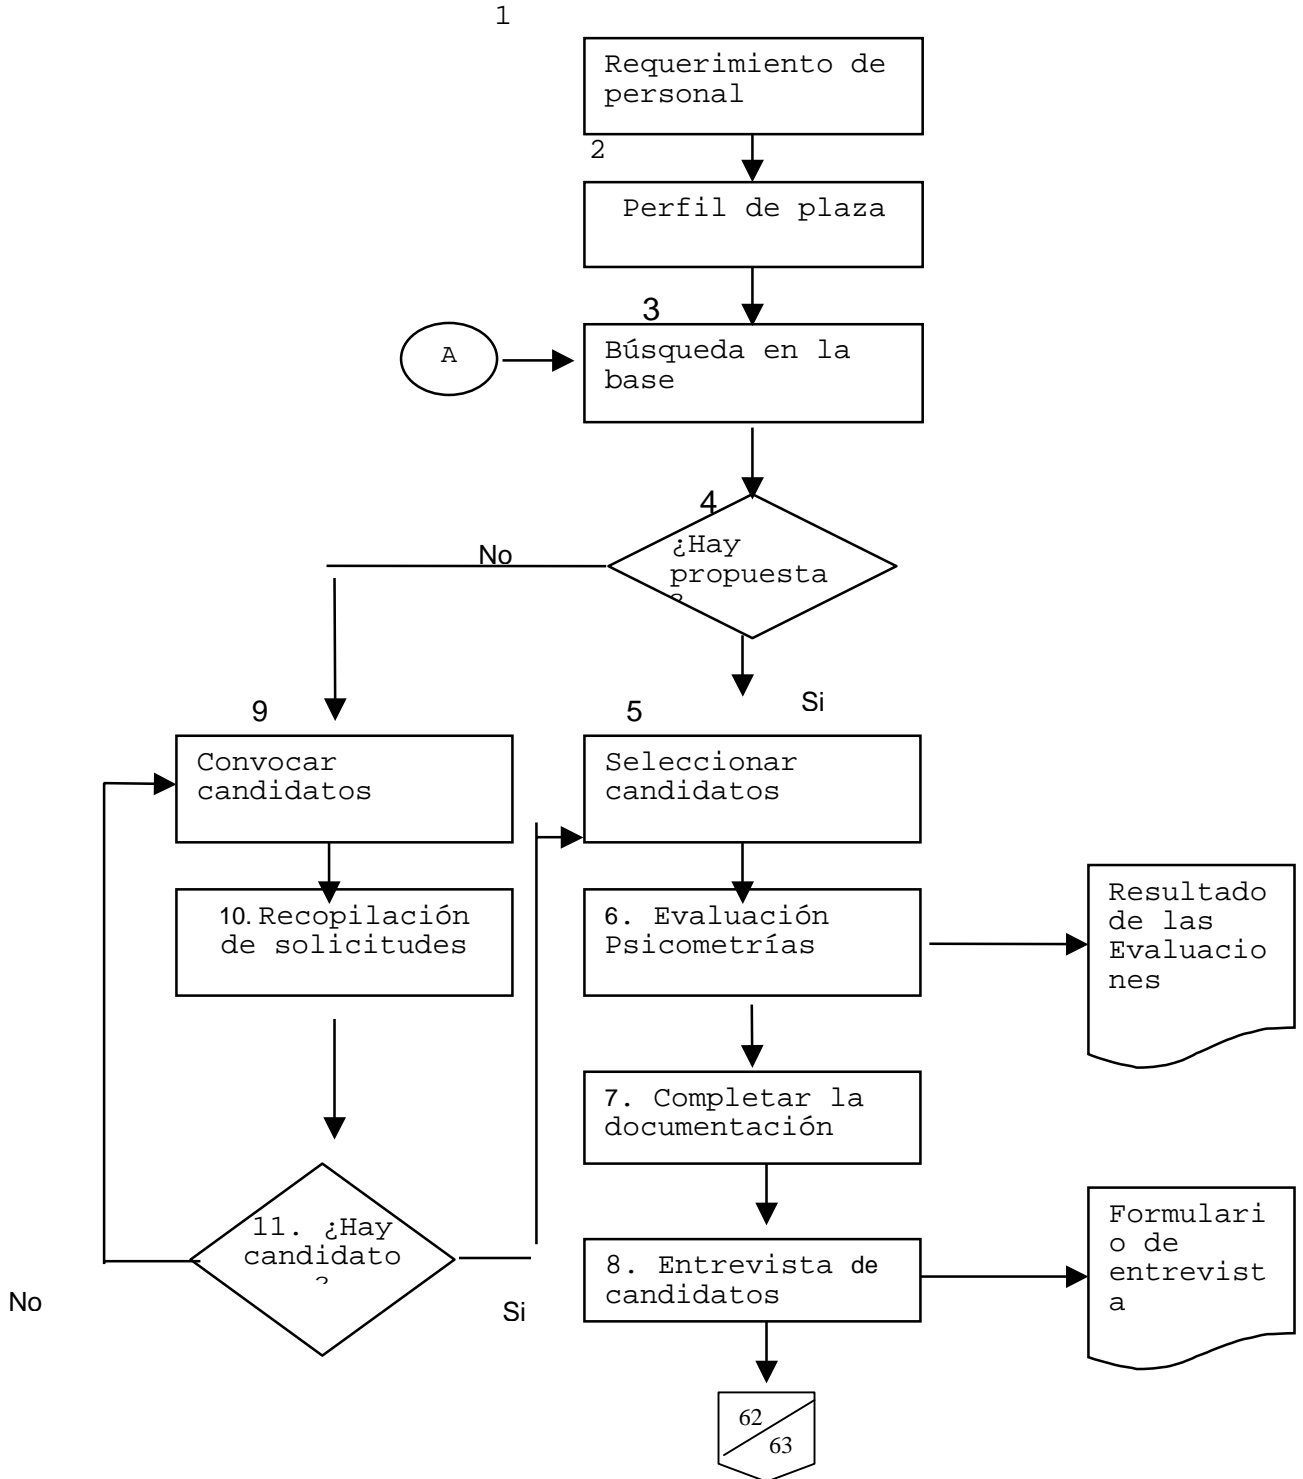 1
Requerimiento de
personal
2
Perfil de plaza
3
A
Búsqueda en la
base
4
¿Hay
propuesta
?
No
Si
9
5
Convocar
candidatos
Seleccionar
candidatos
10. Recopilación
de solicitudes
6. Evaluación
Psicometrías
Resultado
de las
Evaluacio
nes
7. Completar la
documentación
11. ¿Hay
candidato
?
No
Si
8. Entrevista de
candidatos
Formulari
o de
entrevist
a
62
63